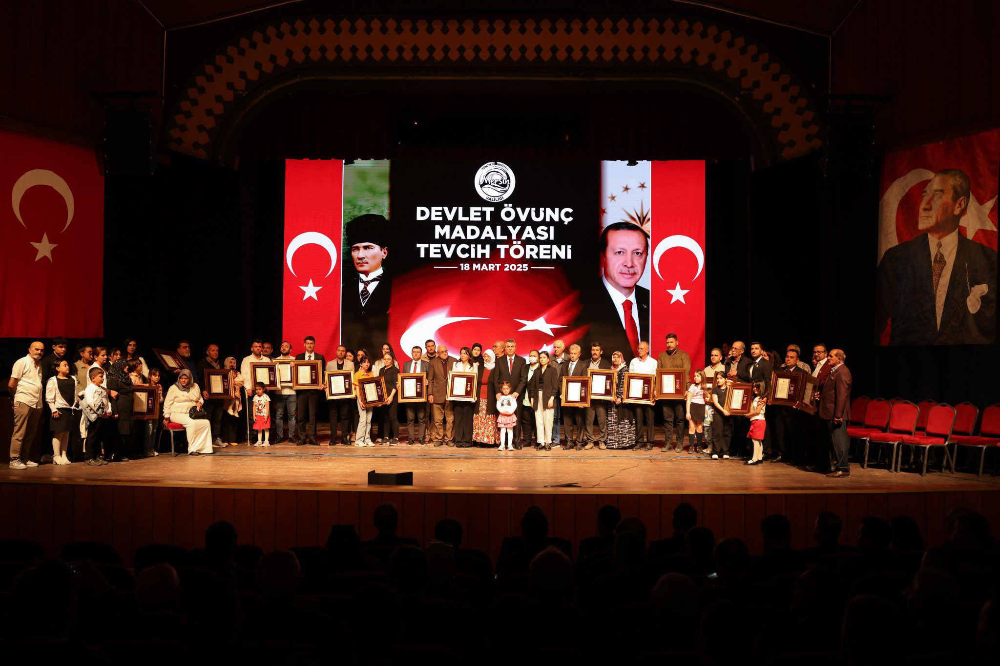 TÜRKİYE CUMHURİYETİ
Mersin
VALİLİĞİ
DEVLET ÖVÜNÇ
MADALYASI
TEVCİH TÖRENİ
18 MART 2025